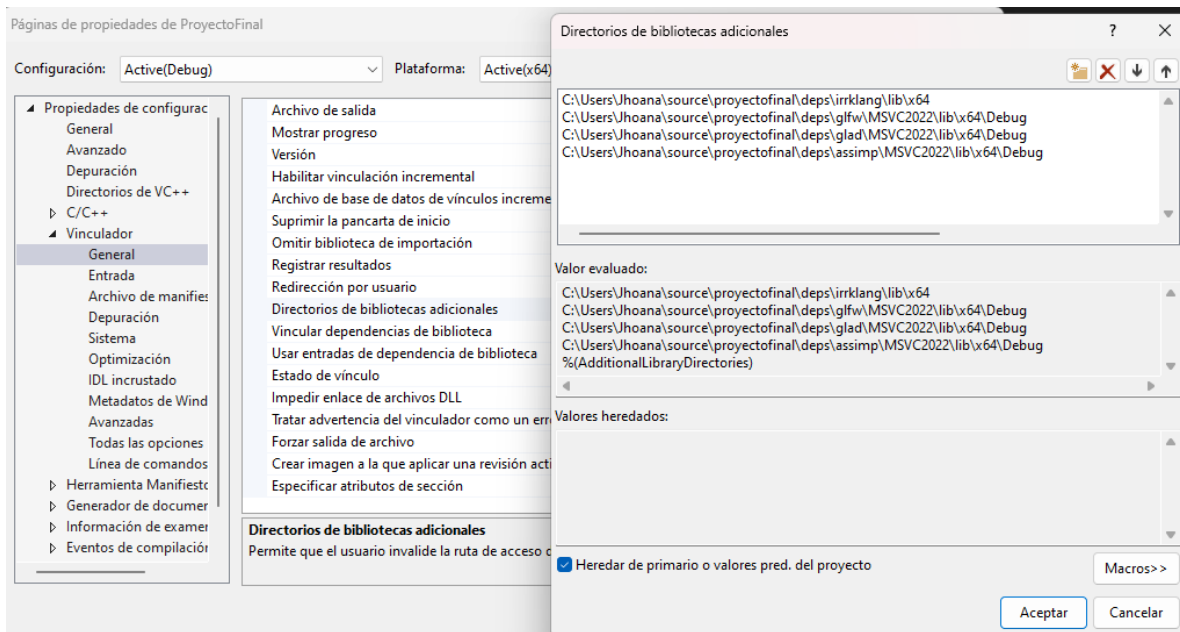 Páginas de propiedades de ProyectoFinal
Configuración: Active(Debug) Plataforma: Active(x64)
Propiedades de configurac
General
Avanzado
Depuración
Directorios de VC++
C/C++
Vinculador
General
Entrada
Archivo de manifies
Depuración
Sistema
Optimización
IDL incrustado
Metadatos de Wind
Avanzadas
Todas las opciones
Línea de comandos
Herramienta Manifiesto
Generador de documer
Información de exame
Eventos de compilación
Archivo de salida
Mostrar progreso
Versión
Habilitar vinculación incremental
Archivo de base de datos de vínculos increme
Suprimir la pancarta de inicio
Omitir biblioteca de importación
Registrar resultados
Redirección por usuario
Directorios de bibliotecas adicionales
Vincular dependencias de biblioteca
Usar entradas de dependencia de biblioteca
Estado de vínculo
Impedir enlace de archivos DLL
Tratar advertencia del vinculador como un err
Forzar salida de archivo
Crear imagen a la que aplicar una revisión acti
Especificar atributos de sección
Directorios de bibliotecas adicionales
Permite que el usuario invalide la ruta de acceso
Directorios de bibliotecas adicionales ?
C:\Users\Jhoana\source\proyectofinal\deps\irrklang\lib\x64
C:\Users\Jhoana\source\proyectofinal\deps\glfw\MSVC2022\lib\x64\Debug
C:\Users\Jhoana\source\proyectofinal\deps\glad\MSVC2022\lib\x64\Debug
C:\Users\Jhoana\source\proyectofinal\deps\assimp\MSVC2022\lib\x64\Debug
Valor evaluado:
C:\Users\Jhoana\source\proyectofinal\deps\irrklang\lib\x64
C:\Users\Jhoana\source\proyectofinal\deps\glfw\MSVC2022\lib\x64\Debug
C:\Users\Jhoana\source\proyectofinal\deps\glad\MSVC2022\lib\x64\Debug
C:\Users\Jhoana\source\proyectofinal\deps\assimp\MSVC2022\lib\x64\Debug
%(AdditionalLibraryDirectories)
Valores heredados:
Heredar de primario o valores pred. del proyecto
Macros>>
Aceptar Cancelar